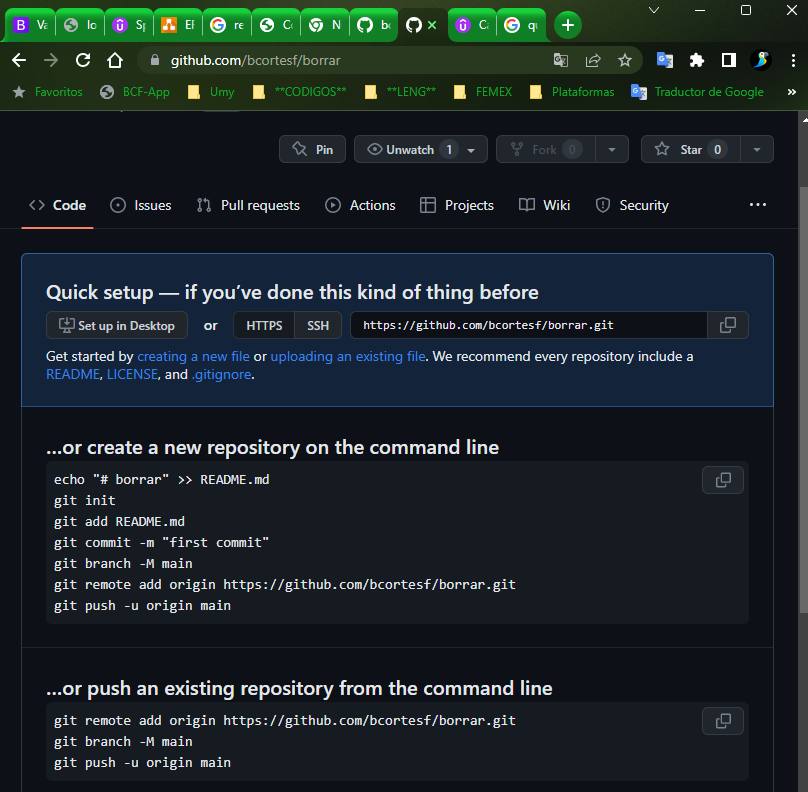 B Va
lo
Sp
El
re
Co
N
bo
Ca
qu
github.com/bcortesf/borrar
Favoritos BCF-App Umy **CODIGOS** **LENG** FEMEX Plataformas Traductor de Google »
Pin Unwatch 1 Fork 0 Star 0
Code Issues Pull requests Actions Projects Wiki Security ...
Quick setup — if you’ve done this kind of thing before
Set up in Desktop or HTTPS SSH https://github.com/bcortesf/borrar.git
Get started by creating a new file or uploading an existing file. We recommend every repository include a
README, LICENSE, and .gitignore.
…or create a new repository on the command line
echo "# borrar" >> README.md
git init
git add README.md
git commit -m "first commit"
git branch -M main
git remote add origin https://github.com/bcortesf/borrar.git
git push -u origin main
…or push an existing repository from the command line
git remote add origin https://github.com/bcortesf/borrar.git
git branch -M main
git push -u origin main